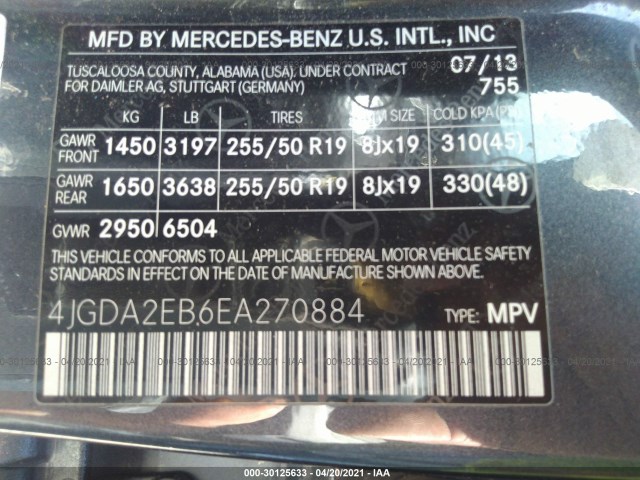 MFD BY MERCEDES-BENZ U.S. INTL., INC
TUSCALOOSA COUNTY, ALABAMA (USA). UNDER CONTRACT 07/13
FOR DAIMLER AG, STUTTGART (GERMANY) 755
KG LB TIRES SIZE COLD KPA
GAWR FRONT 1450 3197 255/50 R19 8Jx19 310(45)
GAWR REAR 1650 3638 255/50 R19 8Jx19 330(48)
GVWR 2950 6504
THIS VEHICLE CONFORMS TO ALL APPLICABLE FEDERAL MOTOR VEHICLE SAFETY
STANDARDS IN EFFECT ON THE DATE OF MANUFACTURE SHOWN ABOVE.
4JGDA2EB6EA270884 TYPE: MPV
000-30125633 - 04/20/2021 - IAA